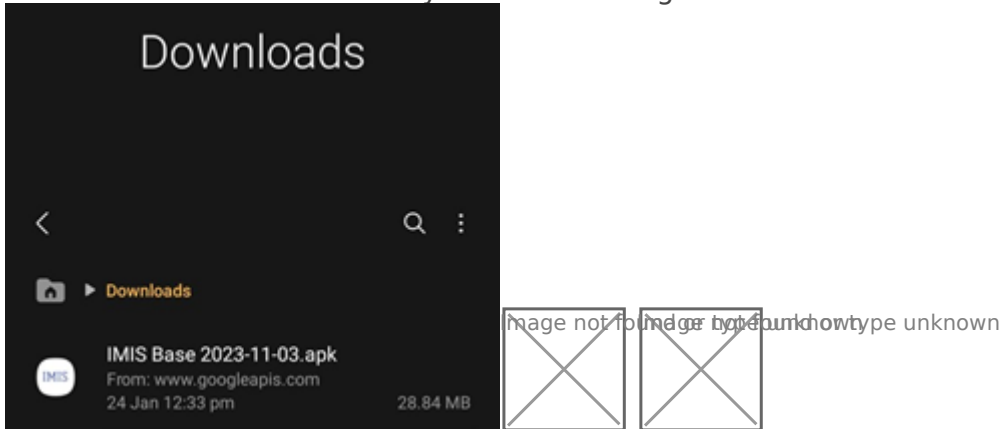 Downloads
Downloads
IMIS Base 2023-11-03.apk
IMIS
From: www.googleapis.com
24 Jan 12:33 pm
28.84 MB
Image not found or type unknown
Image not found or type unknown